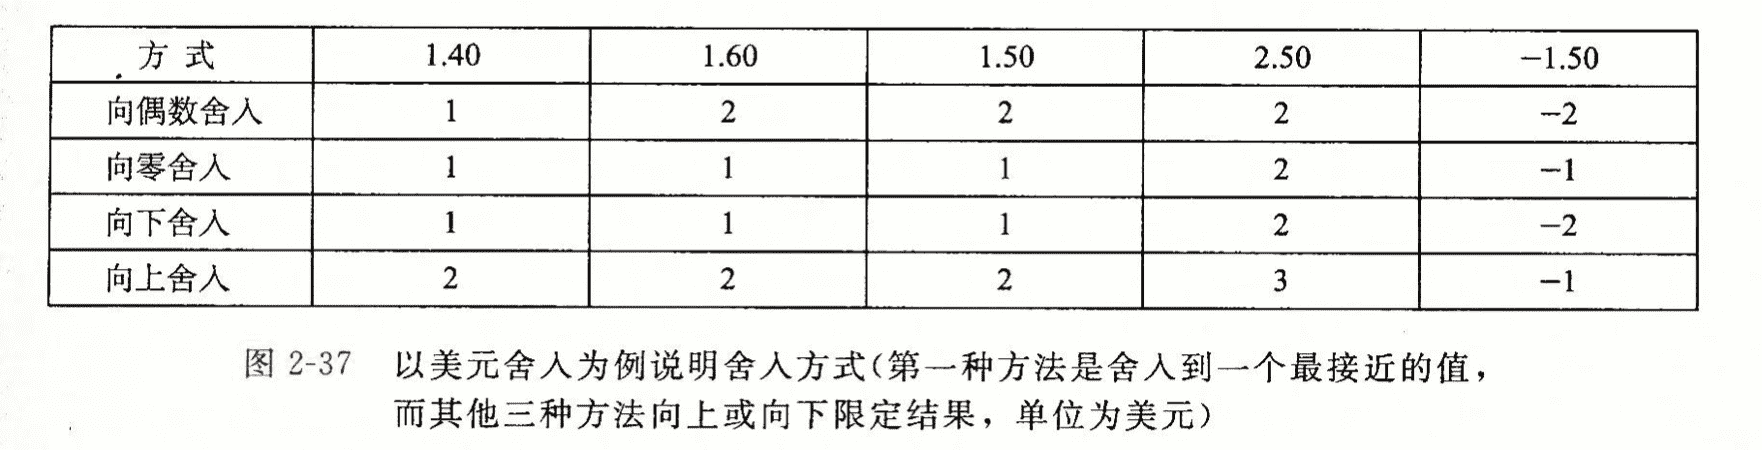 方式 1.40 1.60 1.50 2.50 −1.50
向偶数舍入 1 2 2 2 −2
向零舍入 1 1 1 2 −1
向下舍入 1 1 1 2 −2
向上舍入 2 2 2 3 −1
图 2-37 以美元舍入为例说明舍入方式(第一种方法是舍入到一个最接近的值，
而其他三种方法向上或向下限定结果，单位为美元)